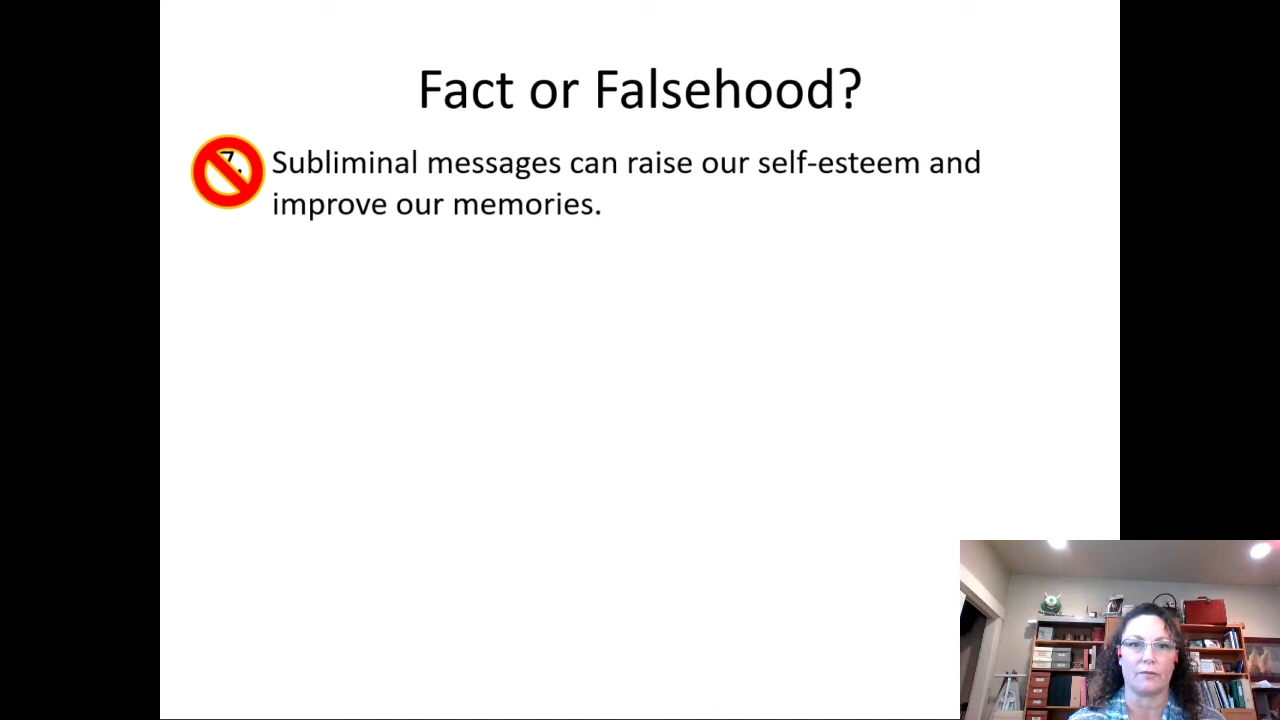 Fact or Falsehood?
7. Subliminal messages can raise our self-esteem and
improve our memories.